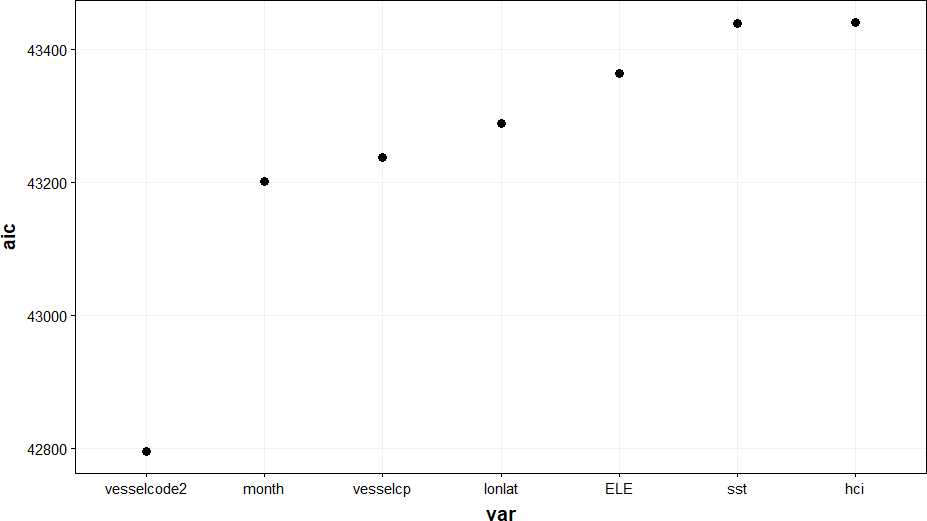 43400
43200
43000
42800
aic
vesselcode2 month vesselcp lonlat ELE sst hci
var